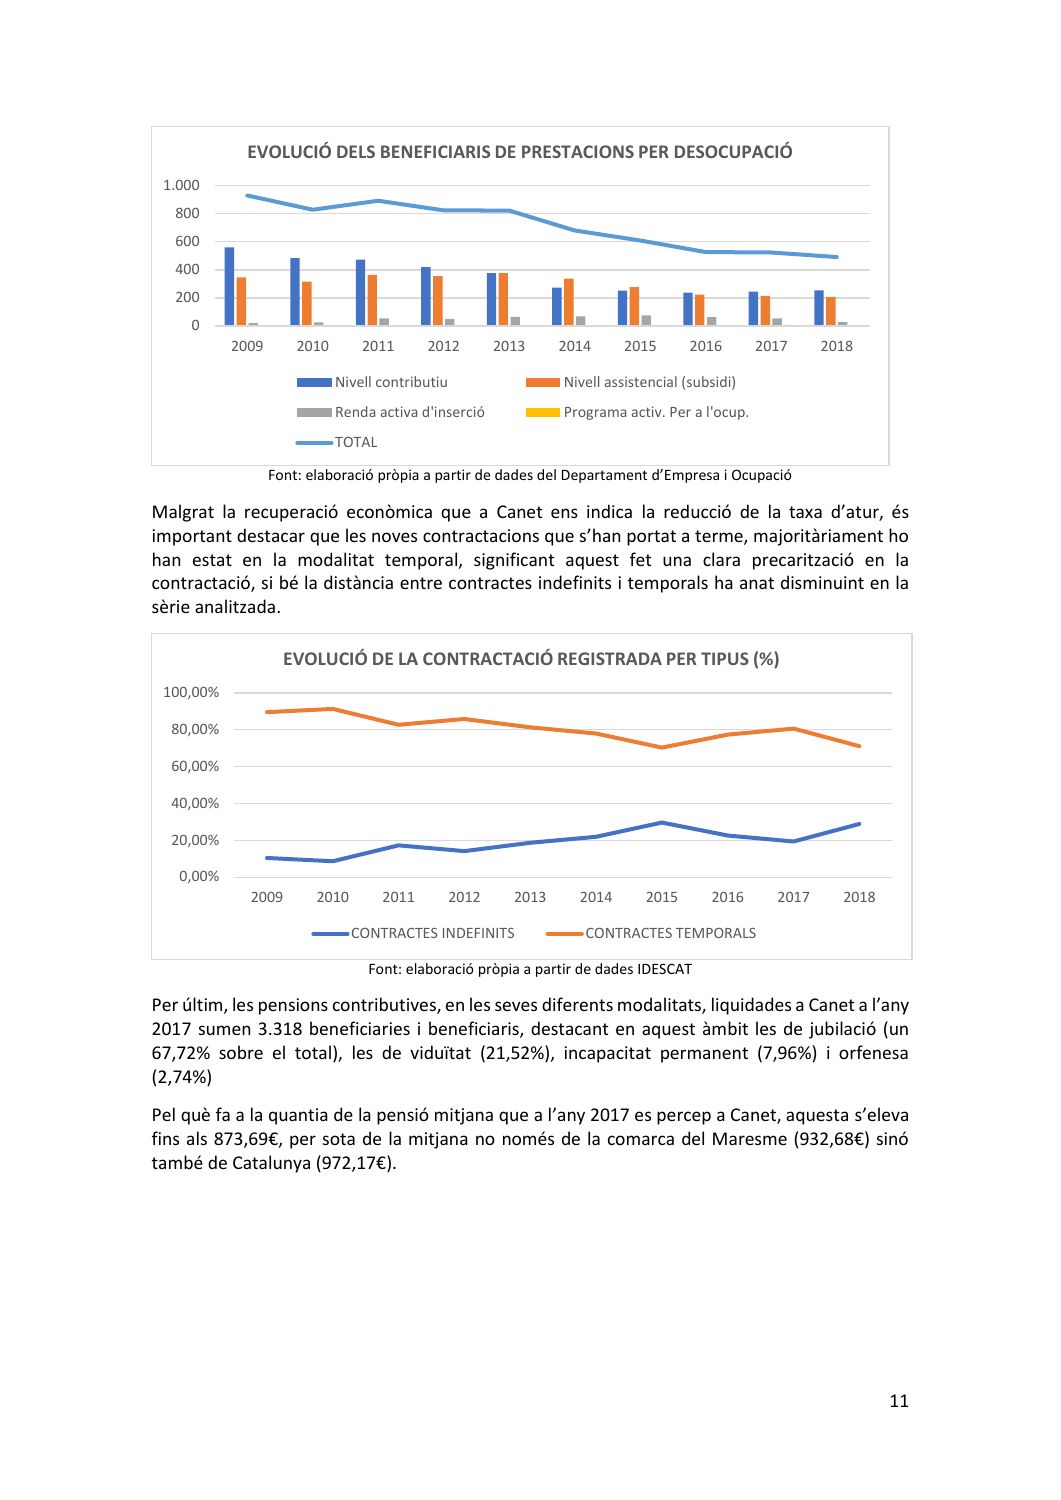 EVOLUCIÓ DELS BENEFICIARIS DE PRESTACIONS PER DESOCUPACIÓ
1.000
800
600
400
200
0
2009 2010 2011 2012 2013 2014 2015 2016 2017 2018
Nivell contributiu Nivell assistencial (subsidi)
Renda activa d'inserció Programa activ. Per a l'ocup.
TOTAL
Font: elaboració pròpia a partir de dades del Departament d’Empresa i Ocupació
Malgrat la recuperació econòmica que a Canet ens indica la reducció de la taxa d’atur, és
important destacar que les noves contractacions que s’han portat a terme, majoritàriament ho
han estat en la modalitat temporal, significant aquest fet una clara precarització en la
contractació, si bé la distància entre contractes indefinits i temporals ha anat disminuint en la
sèrie analitzada.
EVOLUCIÓ DE LA CONTRACTACIÓ REGISTRADA PER TIPUS (%)
100,00%
80,00%
60,00%
40,00%
20,00%
0,00%
2009 2010 2011 2012 2013 2014 2015 2016 2017 2018
CONTRACTES INDEFINITS CONTRACTES TEMPORALS
Font: elaboració pròpia a partir de dades IDESCAT
Per últim, les pensions contributives, en les seves diferents modalitats, liquidades a Canet a l’any
2017 sumen 3.318 beneficiaries i beneficiaris, destacant en aquest àmbit les de jubilació (un
67,72% sobre el total), les de viduïtat (21,52%), incapacitat permanent (7,96%) i orfenesa
(2,74%)
Pel què fa a la quantia de la pensió mitjana que a l’any 2017 es percep a Canet, aquesta s’eleva
fins als 873,69€, per sota de la mitjana no només de la comarca del Maresme (932,68€) sinó
també de Catalunya (972,17€).
11